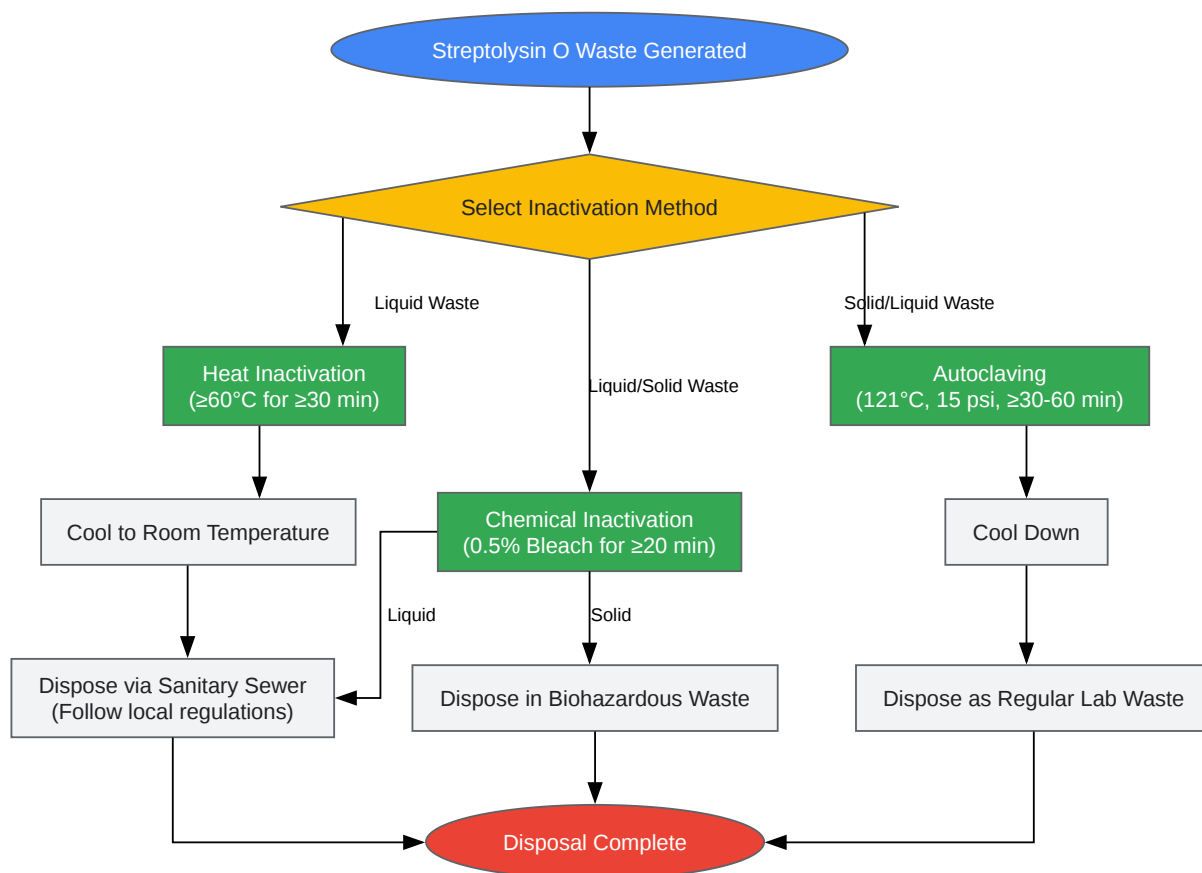 Streptolysin O Waste Generated
Select Inactivation Method
Liquid Waste
Solid/Liquid Waste
Heat Inactivation
(≥60°C for ≥30 min)
Liquid/Solid Waste
Autoclaving
(121°C, 15 psi, ≥30-60 min)
Cool to Room Temperature
Chemical Inactivation
(0.5% Bleach for ≥20 min)
Cool Down
Liquid
Solid
Dispose via Sanitary Sewer
(Follow local regulations)
Dispose in Biohazardous Waste
Dispose as Regular Lab Waste
Disposal Complete